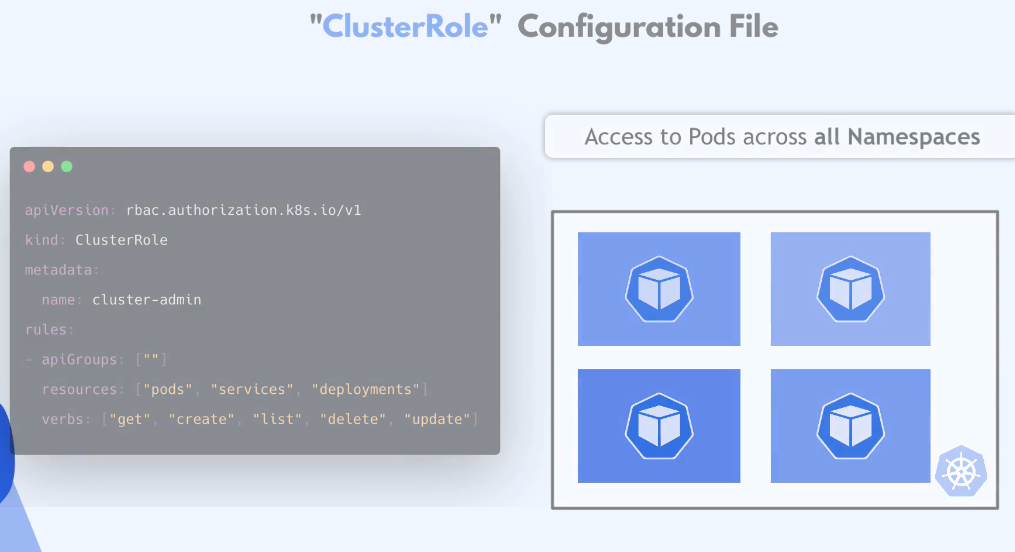 "ClusterRole" Configuration File
Access to Pods across all Namespaces
apiVersion: rbac.authorization.k8s.io/v1
kind: ClusterRole
metadata:
  name: cluster-admin
rules:
- apiGroups: [""]
  resources: ["pods", "services", "deployments"]
  verbs: ["get", "create", "list", "delete", "update"]